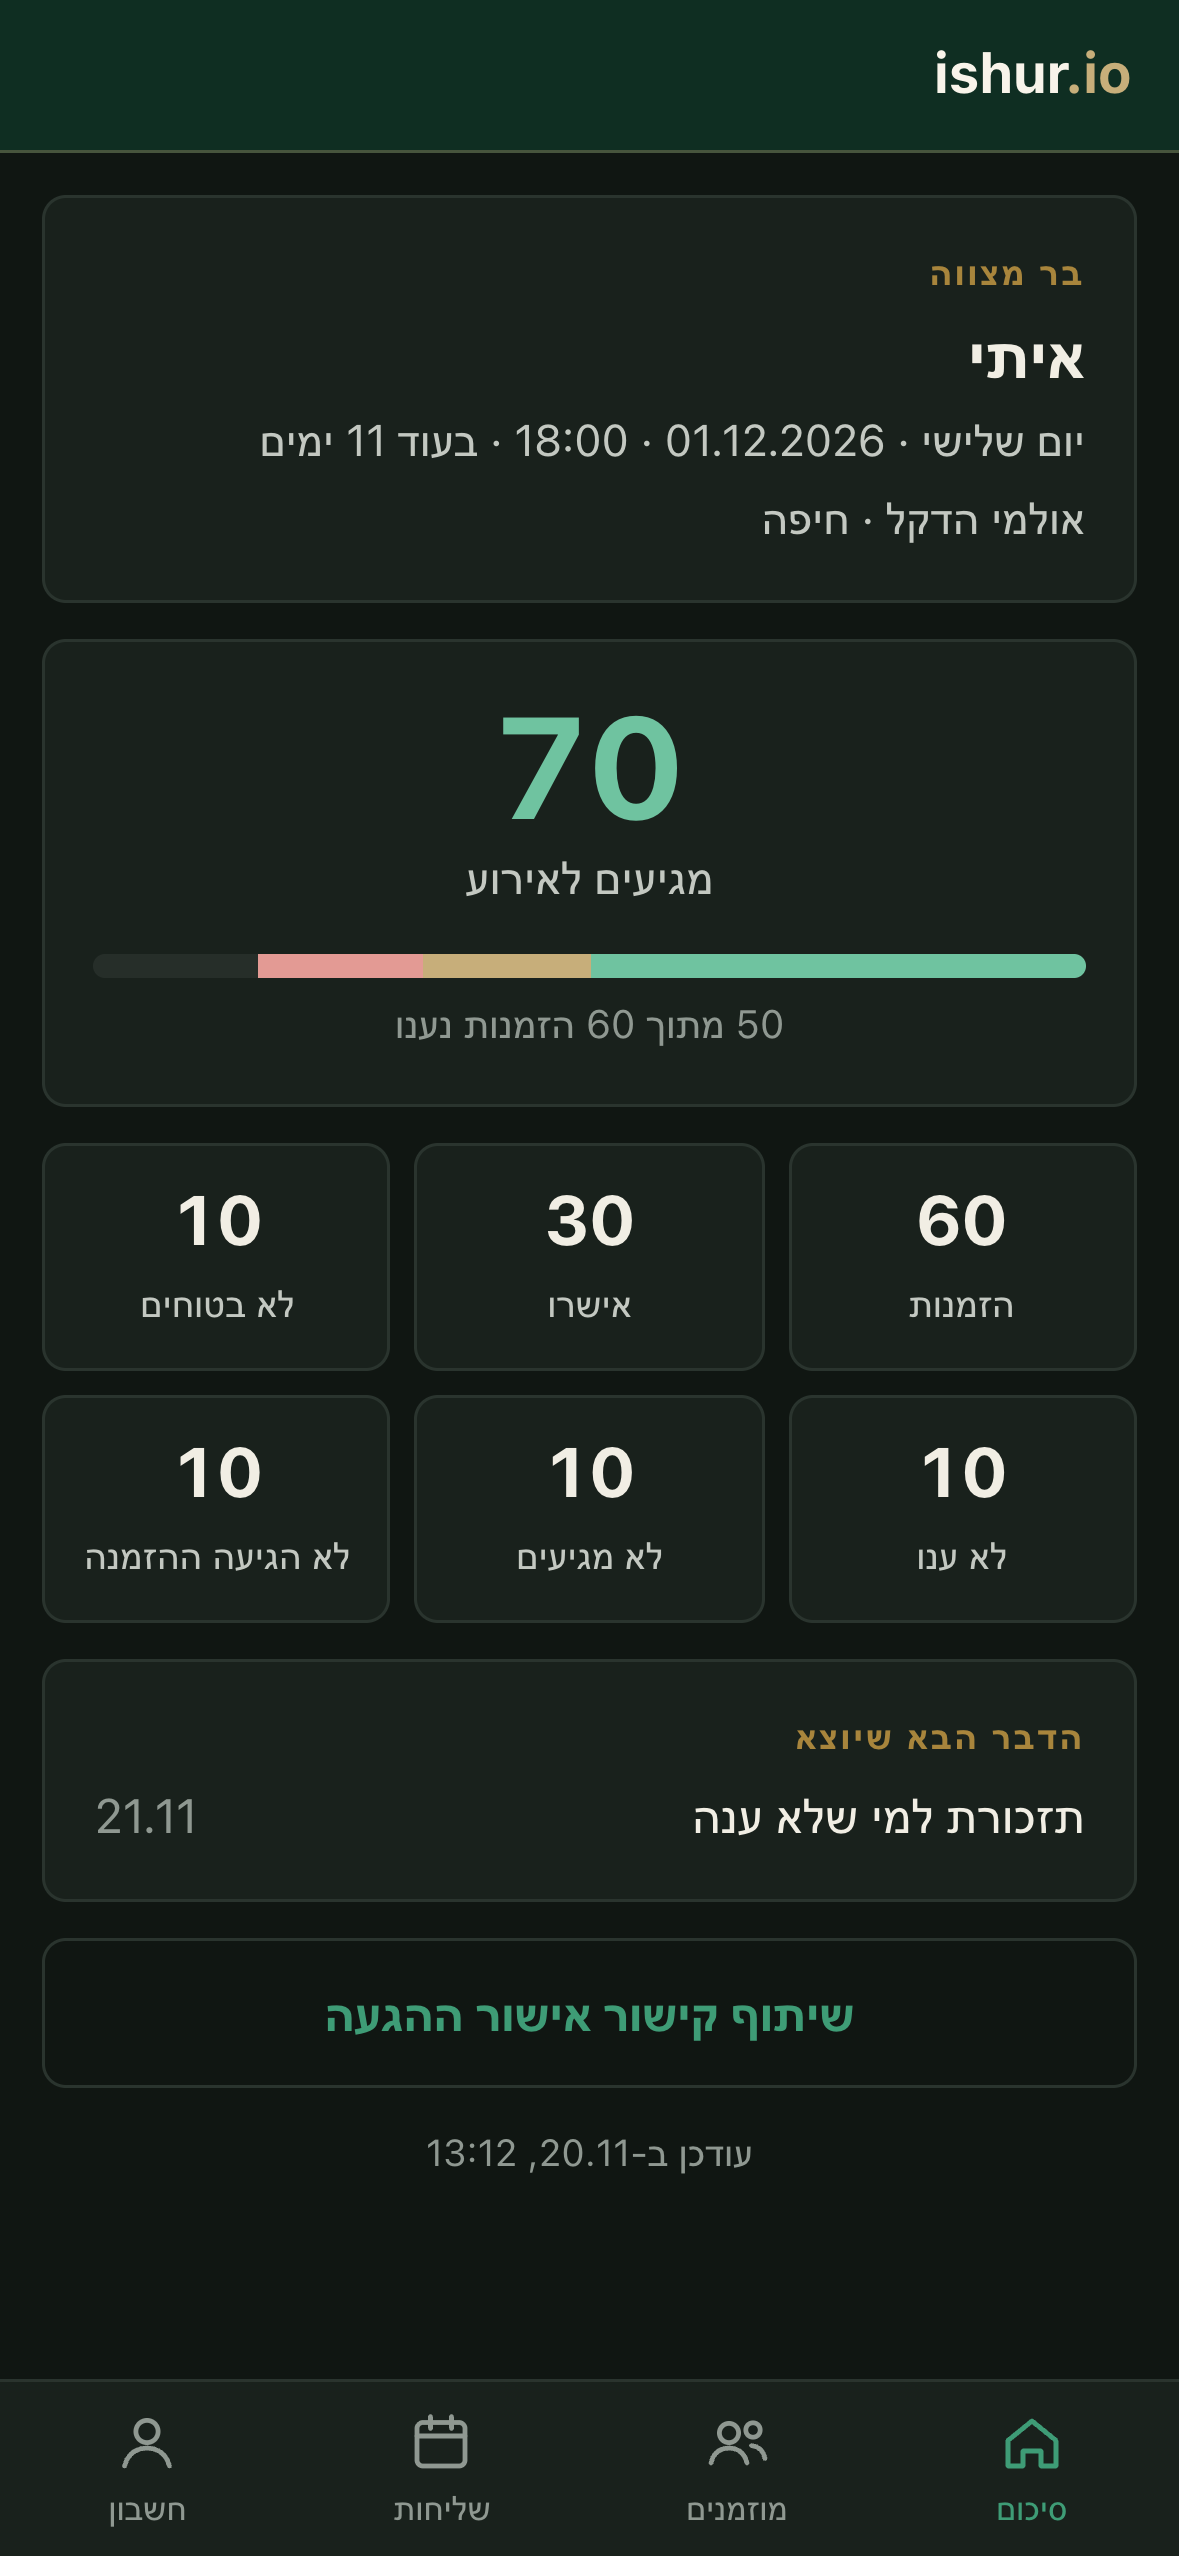 ishur.io
בר מצווה
איתי
יום שלישי · 01.12.2026 · 18:00 · בעוד 11 ימים
אולמי הדקל · חיפה
70
מגיעים לאירוע
50 מתוך 60 הזמנות נענו
60
הזמנות
30
אישרו
10
לא בטוחים
10
לא ענו
10
לא מגיעים
10
לא הגיעה ההזמנה
הדבר הבא שיוצא
תזכורת למי שלא ענה
21.11
שיתוף קישור אישור ההגעה
עודכן ב-20.11, 13:12
סיכום
מוזמנים
שליחות
חשבון